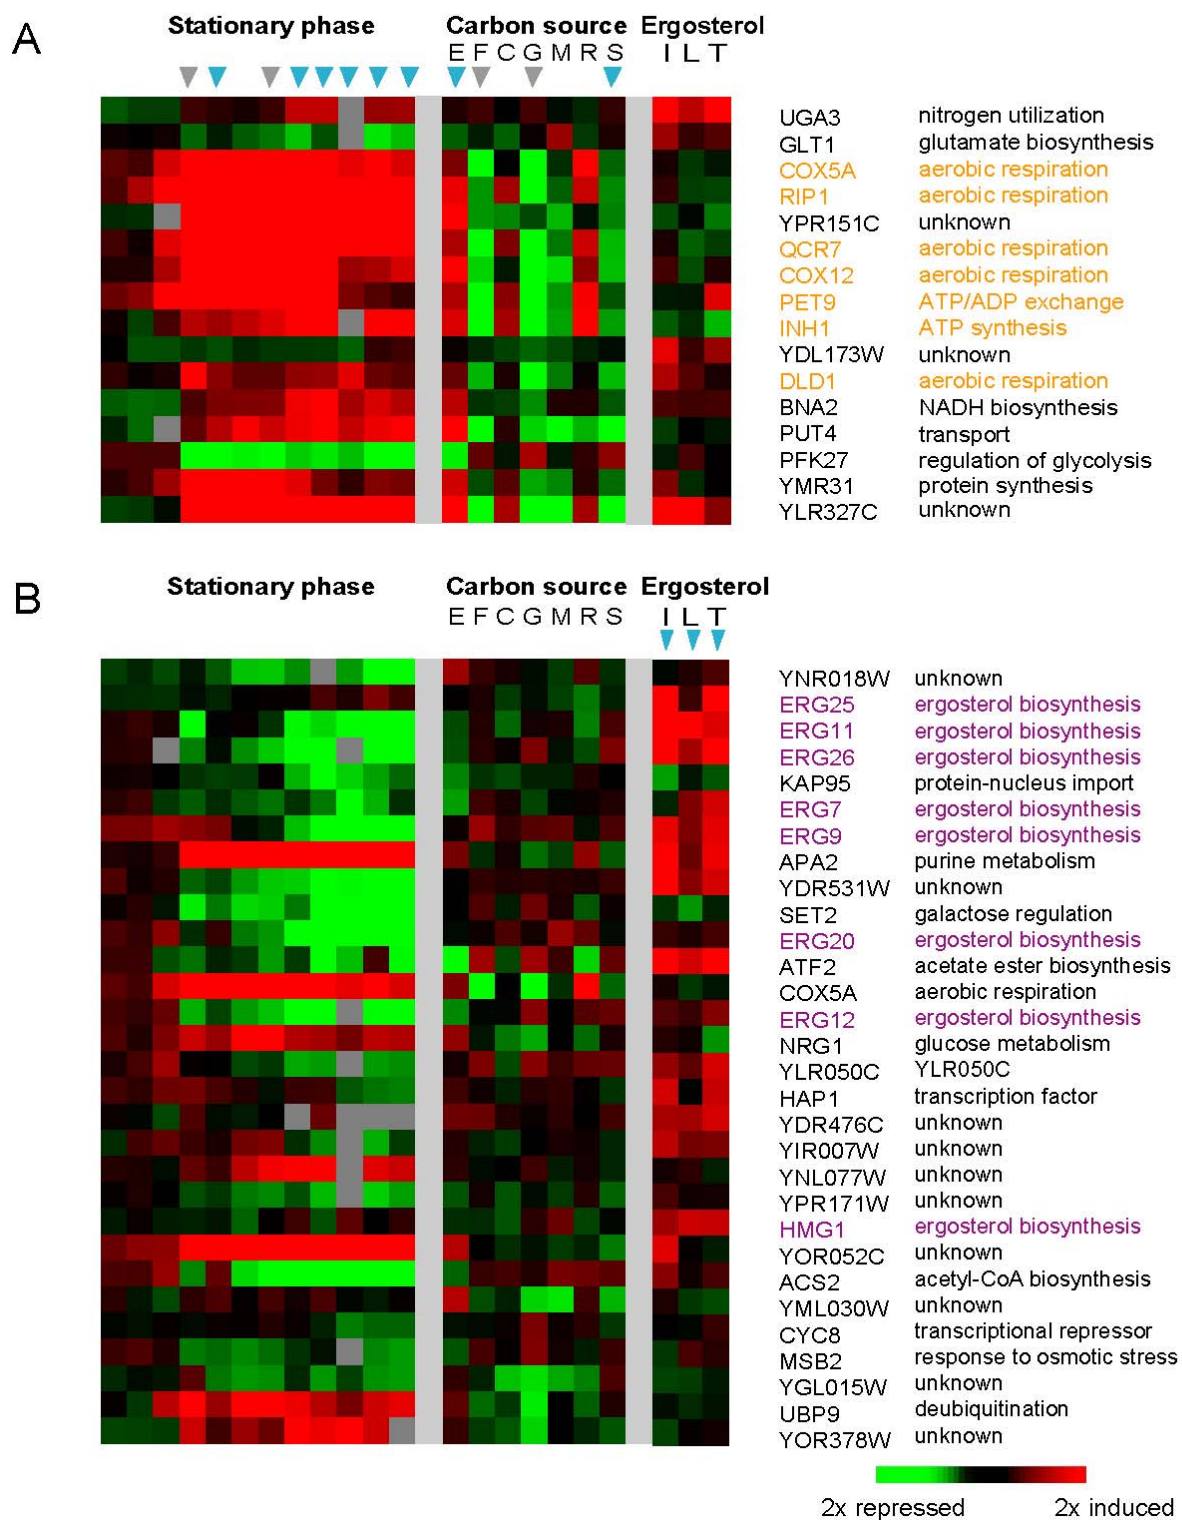 A
Stationary phase Carbon source Ergosterol
E F C G M R S I L T
UGA3 nitrogen utilization
GLT1 glutamate biosynthesis
COX5A aerobic respiration
RIP1 aerobic respiration
YPR151C unknown
QCR7 aerobic respiration
COX12 aerobic respiration
PET9 ATP/ADP exchange
INH1 ATP synthesis
YDL173W unknown
DLD1 aerobic respiration
BNA2 NADH biosynthesis
PUT4 transport
PFK27 regulation of glycolysis
YMR31 protein synthesis
YLR327C unknown
B
Stationary phase Carbon source Ergosterol
E F C G M R S I L T
YNR018W unknown
ERG25 ergosterol biosynthesis
ERG11 ergosterol biosynthesis
ERG26 ergosterol biosynthesis
KAP95 protein-nucleus import
ERG7 ergosterol biosynthesis
ERG9 ergosterol biosynthesis
APA2 purine metabolism
YDR531W unknown
SET2 galactose regulation
ERG20 ergosterol biosynthesis
ATF2 acetate ester biosynthesis
COX5A aerobic respiration
ERG12 ergosterol biosynthesis
NRG1 glucose metabolism
YLR050C YLR050C
HAP1 transcription factor
YDR476C unknown
YIR007W unknown
YNL077W unknown
YPR171W unknown
HMG1 ergosterol biosynthesis
YOR052C unknown
ACS2 acetyl-CoA biosynthesis
YML030W unknown
CYC8 transcriptional repressor
MSB2 response to osmotic stress
YGL015W unknown
UBP9 deubiquitination
YOR378W unknown
2x repressed 2x induced